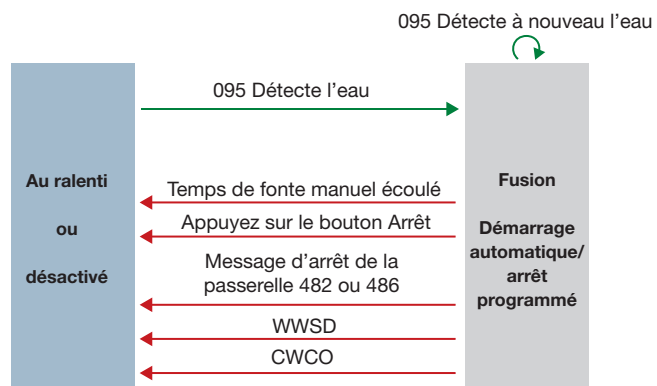 095 Détecte à nouveau l'eau
095 Détecte l'eau
Au ralenti
ou
désactivé
Temps de fonte manuel écoulé
Appuyez sur le bouton Arrêt
Message d'arrêt de la
passerelle 482 ou 486
WWSD
CWCO
Fusion
Démarrage
automatique/
arrêt
programmé